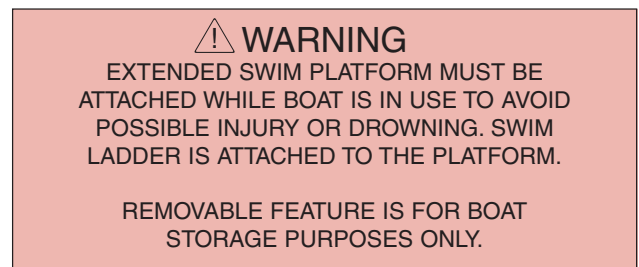 WARNING
EXTENDED SWIM PLATFORM MUST BE
ATTACHED WHILE BOAT IS IN USE TO AVOID
POSSIBLE INJURY OR DROWNING. SWIM
LADDER IS ATTACHED TO THE PLATFORM.
REMOVABLE FEATURE IS FOR BOAT
STORAGE PURPOSES ONLY.